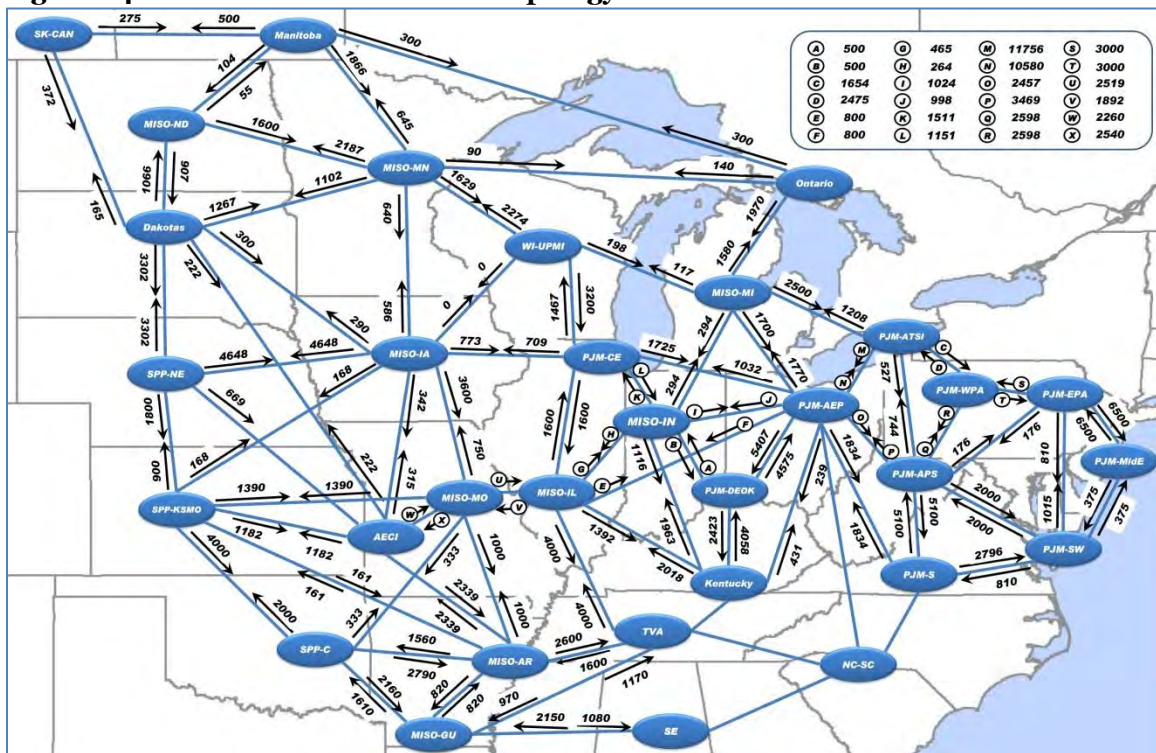 SK-CAN 275 500 Manitoba 300
A 500 G 465 M 11756 S 3000
B 500 H 264 N 10580 T 3000
C 1654 I 1024 O 2457 U 2519
D 2475 J 998 P 3469 V 1892
E 800 K 1511 Q 2598 W 2260
F 800 L 1151 R 2598 X 2540
372 104 55 1866 645
MISO-ND 1600 2187 MISO-MN 90 300
140 Ontario
907 1102 1629 2274 640
165 Dakotas 1267 300 222
WI-UPMI 198 117 1580 1970
3302 3302 290 586 0 0 1467 3200
MISO-MI 2500 1208
294 1700 1770
SPP-NE 4648 4648 MISO-IA 773 709 PJM-CE 1725 1032 PJM-ATSI
L K M N C D
669 168 342 3600 1600 1600 294
527 744 PJM-WPA S T PJM-EPA
MISO-IN I J PJM-AEP O P Q R
H G B A F E
168 222 315 750 1116 5407 4575 1834 239
176 176 810 6500 6500
900 PJM-APS PJM-MidE
SPP-KSMO 1390 1390 MISO-MO U V MISO-IL PJM-DEOK
W X AECI
1182 1182 333 1000 4000 1392 2018 1963 2423 4058
431 1834 5100 5100 2000 2000 1015 375 375
PJM-SW
4000 2000 161 161 2339 2339 1000 4000
Kentucky PJM-S 2796 810
333 TVA
SPP-C 1560 2790 MISO-AR 2600 1600
NC-SC
2160 1610 820 820 970 1170
MISO-GU 2150 1080 SE